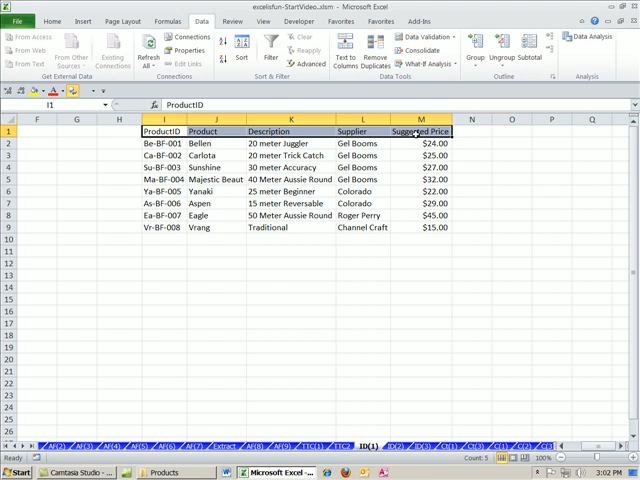 excelisfun-StartVideo.xlsm - Microsoft Excel
File Home Insert Page Layout Formulas Data Review View Developer Add-Ins
From Access
From Web
From Text
From Other Sources
Existing Connections
Get External Data
Refresh All
Connections
Properties
Edit Links
Connections
Sort
Filter
Clear
Reapply
Advanced
Sort & Filter
Text to Columns
Remove Duplicates
Data Validation
Consolidate
What-If Analysis
Data Tools
Group
Ungroup
Subtotal
Outline
Data Analysis
Analysis
I1 fx ProductID
F G H I J K L M N O P Q
1 ProductID Product Description Supplier Suggested Price
2 Be-BF-001 Bellen 20 meter Juggler Gel Booms $24.00
3 Ca-BF-002 Carlota 20 meter Trick Catch Gel Booms $25.00
4 Su-BF-003 Sunshine 30 meter Accuracy Gel Booms $27.00
5 Ma-BF-004 Majestic Beaut 40 Meter Aussie Round Gel Booms $32.00
6 Ya-BF-005 Yanaki 25 meter Beginner Colorado $22.00
7 As-BF-006 Aspen 15 meter Reversable Colorado $29.00
8 Ea-BF-007 Eagle 50 Meter Aussie Round Roger Perry $45.00
9 Vr-BF-008 Vrang Traditional Channel Craft $15.00
10
11
12
13
14
15
16
17
18
19
20
21
22
23
24
25
26
AF(2) AF(3) AF(4) AF(5) AF(6) AF(7) Extract AF(8) AF(9) TTC(1) TTC2 ID(1) ID(2) ID(3) Ct(1) Ct(3) C(1) C(2) C(3
Ready Count: 5 100%
Start Camtasia Studio - ... Products Microsoft Excel - ... 3:02 PM